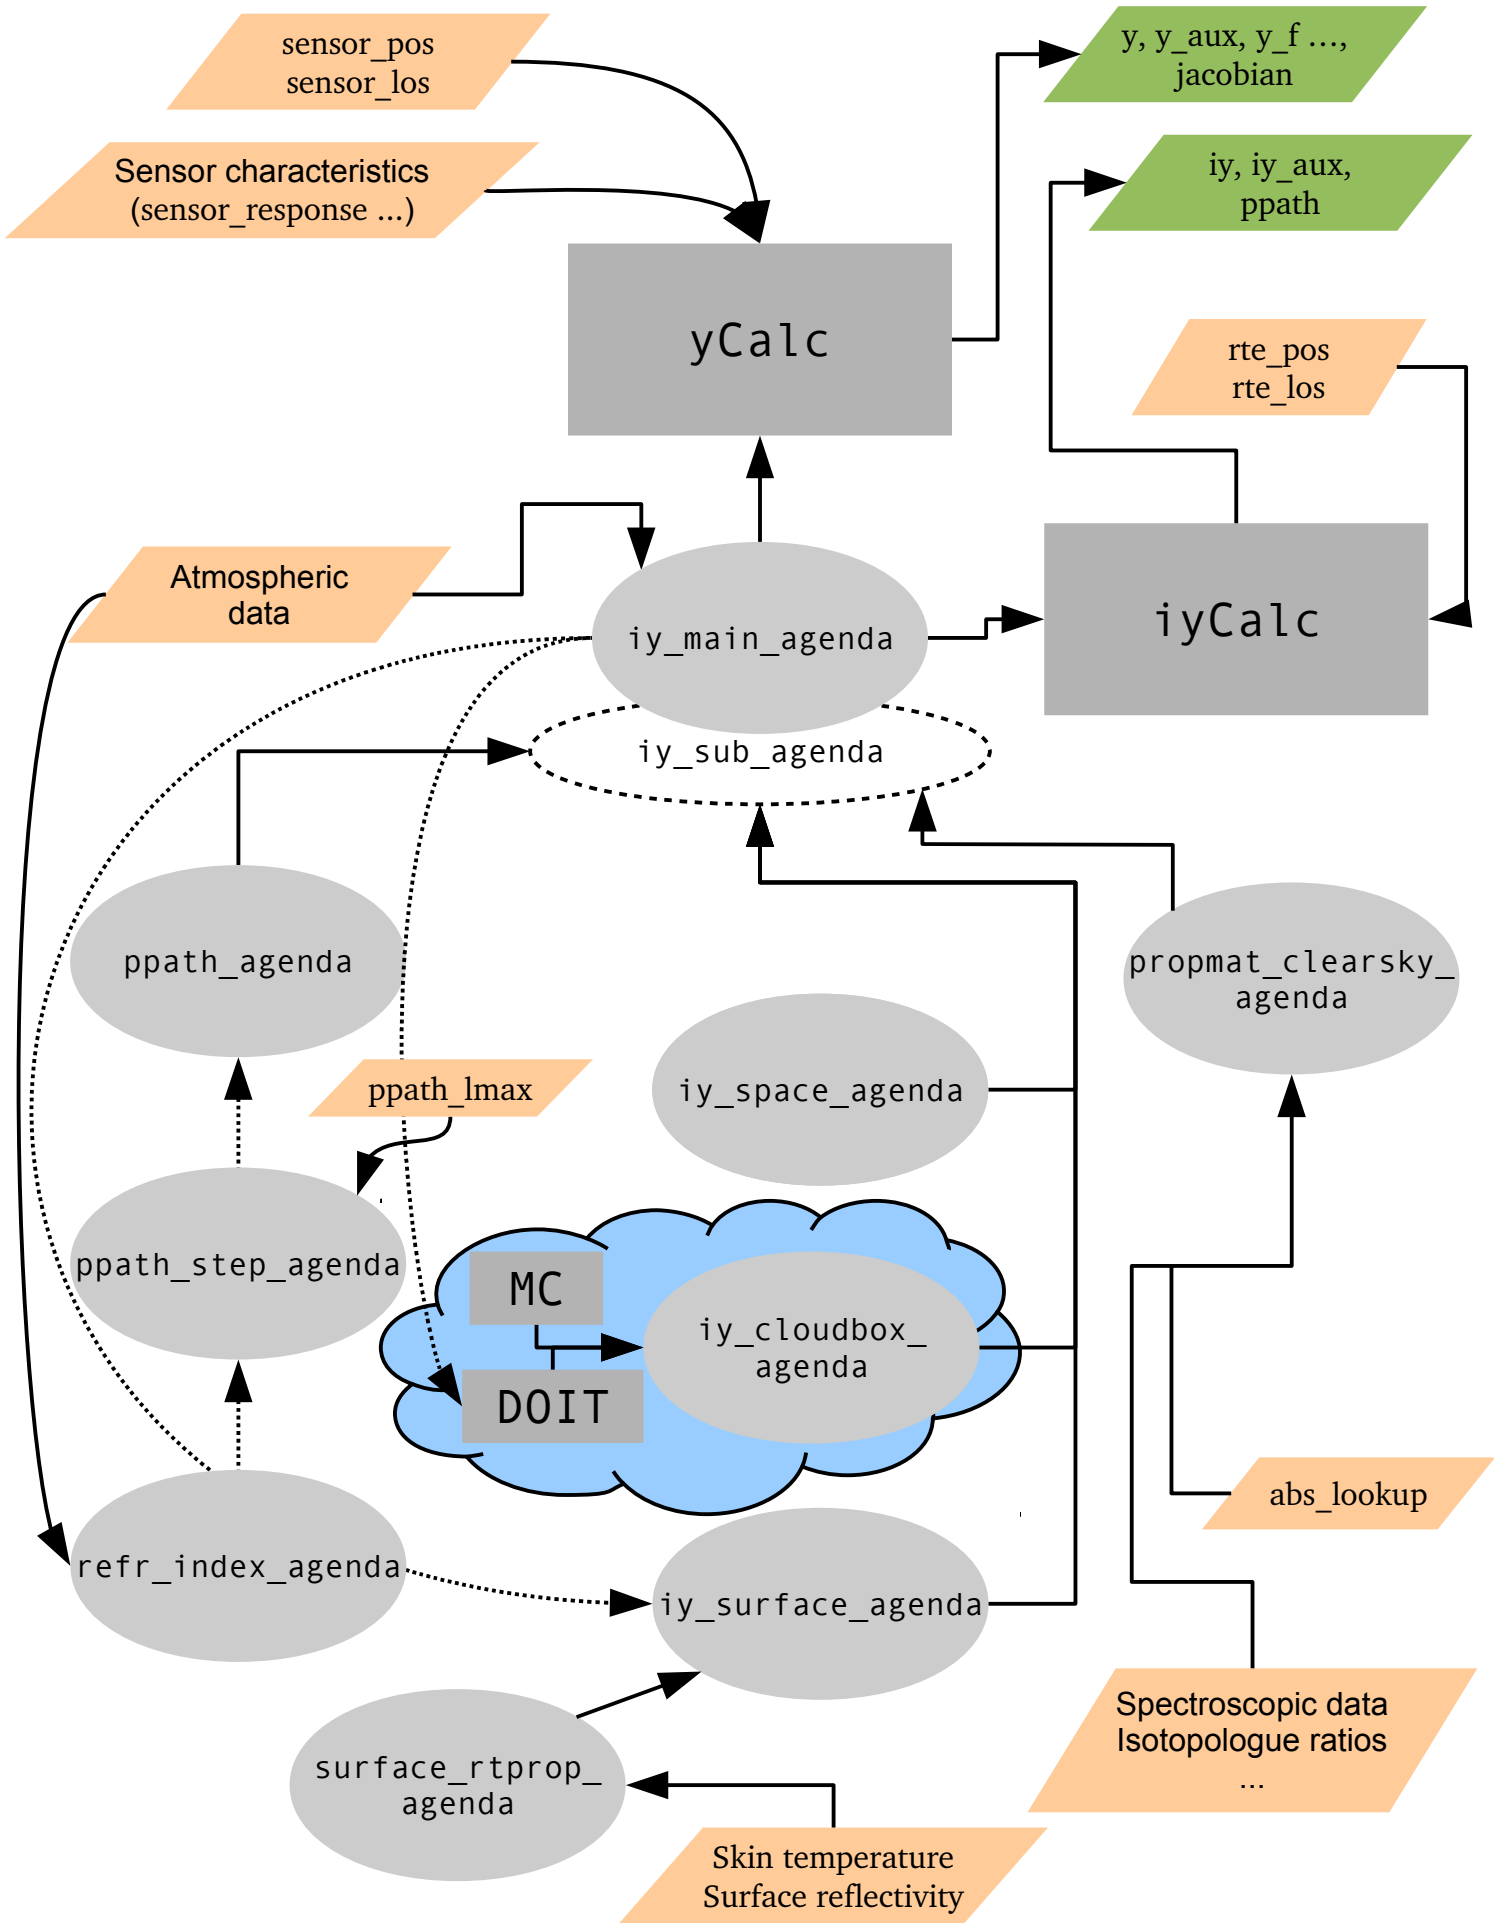 sensor_pos
sensor_los
y, y_aux, y_f ...,
jacobian
Sensor characteristics
(sensor_response ...)
iy, iy_aux,
ppath
yCalc
rte_pos
rte_los
Atmospheric
data
iy_main_agenda
iyCalc
iy_sub_agenda
ppath_agenda
propmat_clearsky_
agenda
ppath_lmax
iy_space_agenda
ppath_step_agenda
MC
iy_cloudbox_
agenda
DOIT
abs_lookup
refr_index_agenda
iy_surface_agenda
Spectroscopic data
Isotopologue ratios
...
surface_rtprop_
agenda
Skin temperature
Surface reflectivity